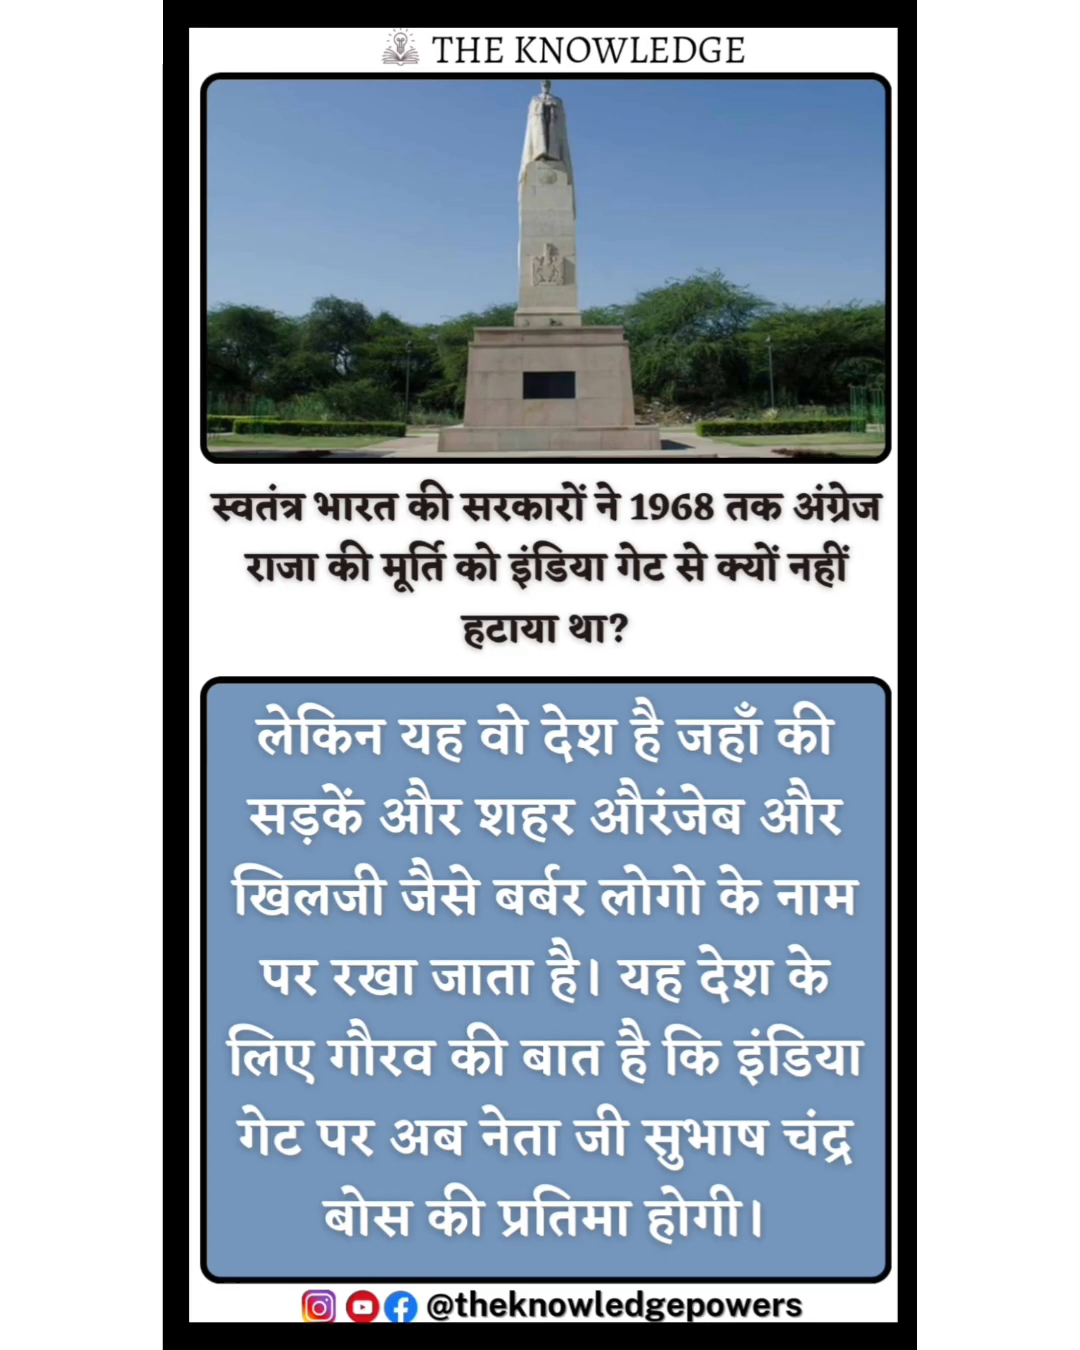 THE KNOWLEDGE
स्वतंत्र भारत की सरकारों ने 1968 तक अंग्रेज
राजा की मूर्ति को इंडिया गेट से क्यों नहीं
हटाया था?
लेकिन यह वो देश है जहाँ की
सड़कें और शहर औरंजेब और
खिलजी जैसे बर्बर लोगो के नाम
पर रखा जाता है। यह देश के
लिए गौरव की बात है कि इंडिया
गेट पर अब नेता जी सुभाष चंद्र
बोस की प्रतिमा होगी।
@theknowledgepowers